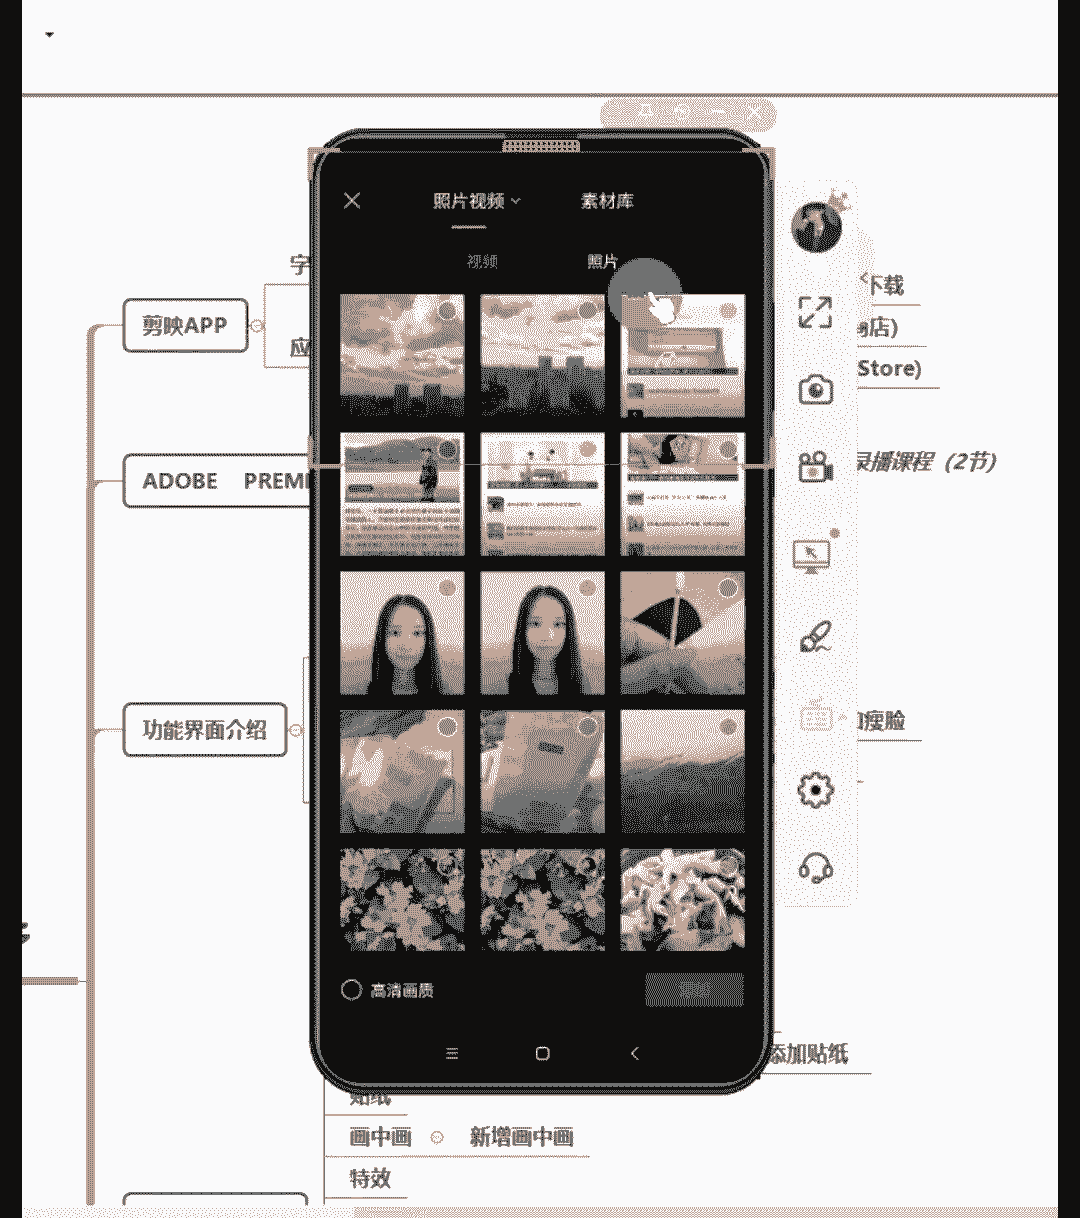 照片视频
素材库
视频
照片
字
剪映APP
应
下载
店)
Store)
ADOBE PREMI
录播课程（2节）
功能界面介绍
瘦脸
高清画质
添加贴纸
贴纸
画中画
新增画中画
特效